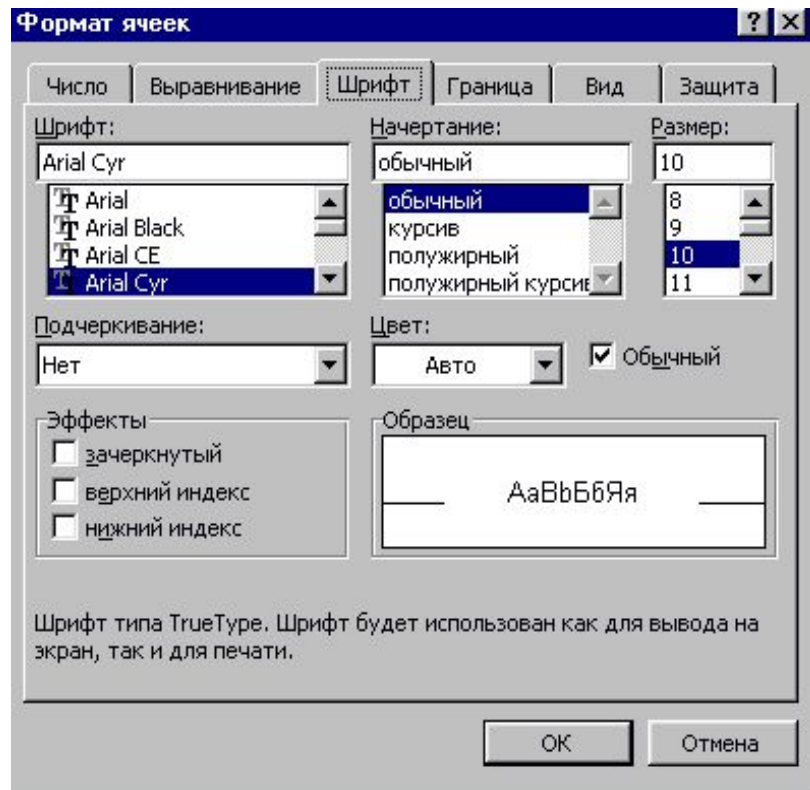 Формат ячеек
Число Выравнивание Шрифт Граница Вид Защита
Шрифт: Начертание: Размер:
Arial Cyr обычный 10
Arial обычный 8
Arial Black курсив 9
Arial CE полужирный 10
Arial Cyr полужирный курсив 11
Подчеркивание: Цвет:
Нет Авто Обычный
Эффекты Образец
зачеркнутый
верхний индекс
нижний индекс
АаВbБбЯя
Шрифт типа TrueType. Шрифт будет использован как для вывода на
экран, так и для печати.
ОК Отмена